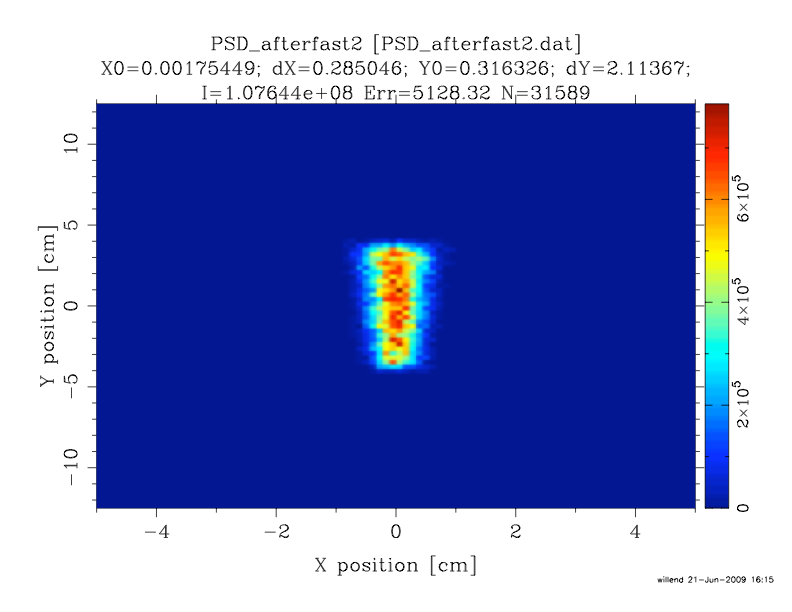 PSD_afterfast2 [PSD_afterfast2.dat]
X0=0.00175449; dX=0.285046; Y0=0.316326; dY=2.11367;
I=1.07644e+08 Err=5128.32 N=31589
Y position [cm]
10
5
0
−5
−10
−4 −2 0 2 4
X position [cm]
6×10⁵
4×10⁵
2×10⁵
0
willend 21-Jun-2009 16:15